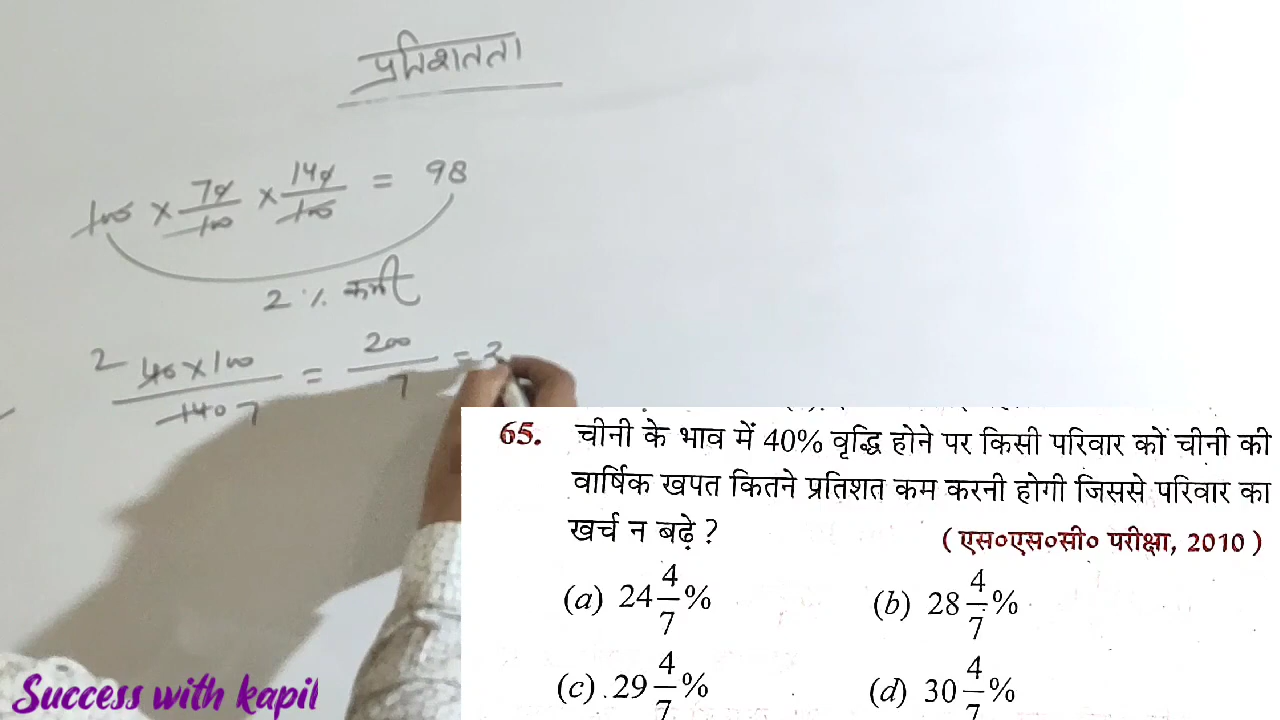 प्रतिशतता
100 × 70/100 × 140/100 = 98
2 % कमी
2 40 × 100 / 140 7 = 200/7 = 2
65. चीनी के भाव में 40% वृद्धि होने पर किसी परिवार को चीनी की
वार्षिक खपत कितने प्रतिशत कम करनी होगी जिससे परिवार का
खर्च न बढ़े ?
( एस०एस०सी० परीक्षा, 2010 )
(a) 24 4/7 % (b) 28 4/7 %
(c) 29 4/7 % (d) 30 4/7 %
Success with kapil